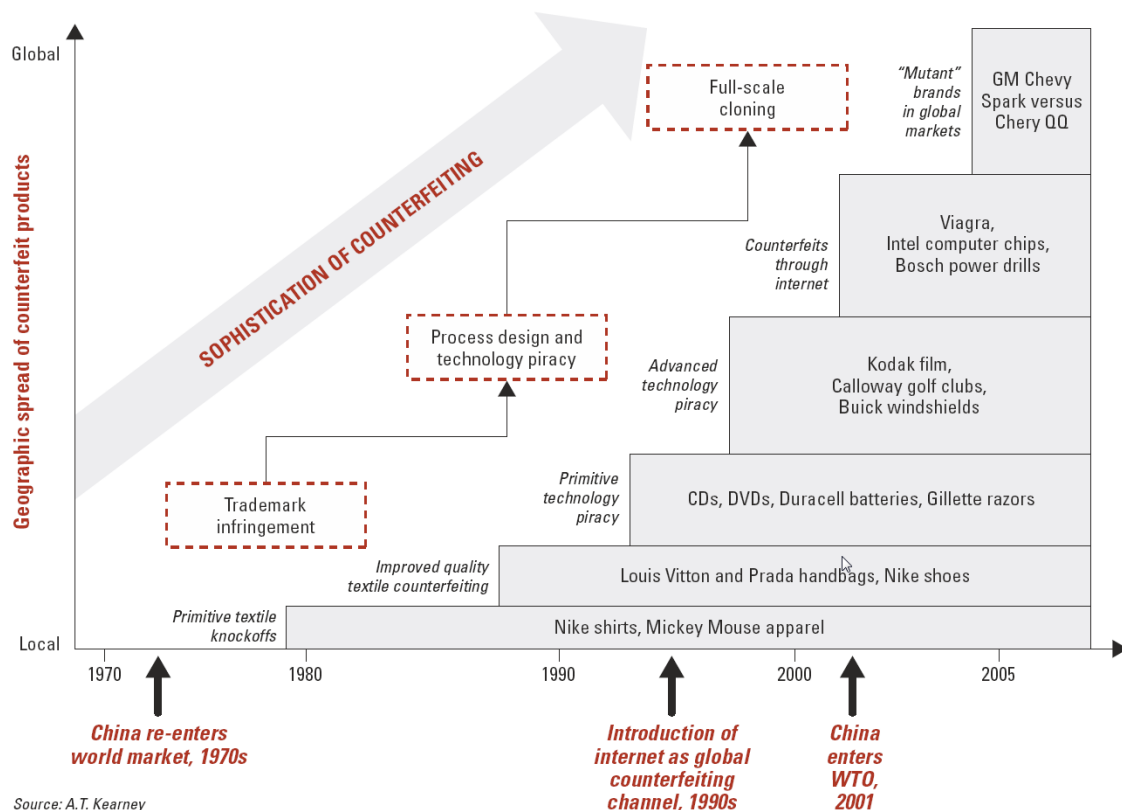 Global
Geographic spread of counterfeit products
Local
SOPHISTICATION OF COUNTERFEITING
Full-scale
cloning
Process design and
technology piracy
Trademark
infringement
"Mutant"
brands
in global
markets
GM Chevy
Spark versus
Chery QQ
Counterfeits
through
internet
Viagra,
Intel computer chips,
Bosch power drills
Advanced
technology
piracy
Kodak film,
Calloway golf clubs,
Buick windshields
Primitive
technology
piracy
CDs, DVDs, Duracell batteries, Gillette razors
Improved quality
textile counterfeiting
Louis Vitton and Prada handbags, Nike shoes
Primitive textile
knockoffs
Nike shirts, Mickey Mouse apparel
1970
1980
1990
2000
2005
China re-enters
world market, 1970s
Introduction of
internet as global
counterfeiting
channel, 1990s
China
enters
WTO,
2001
Source: A.T. Kearney